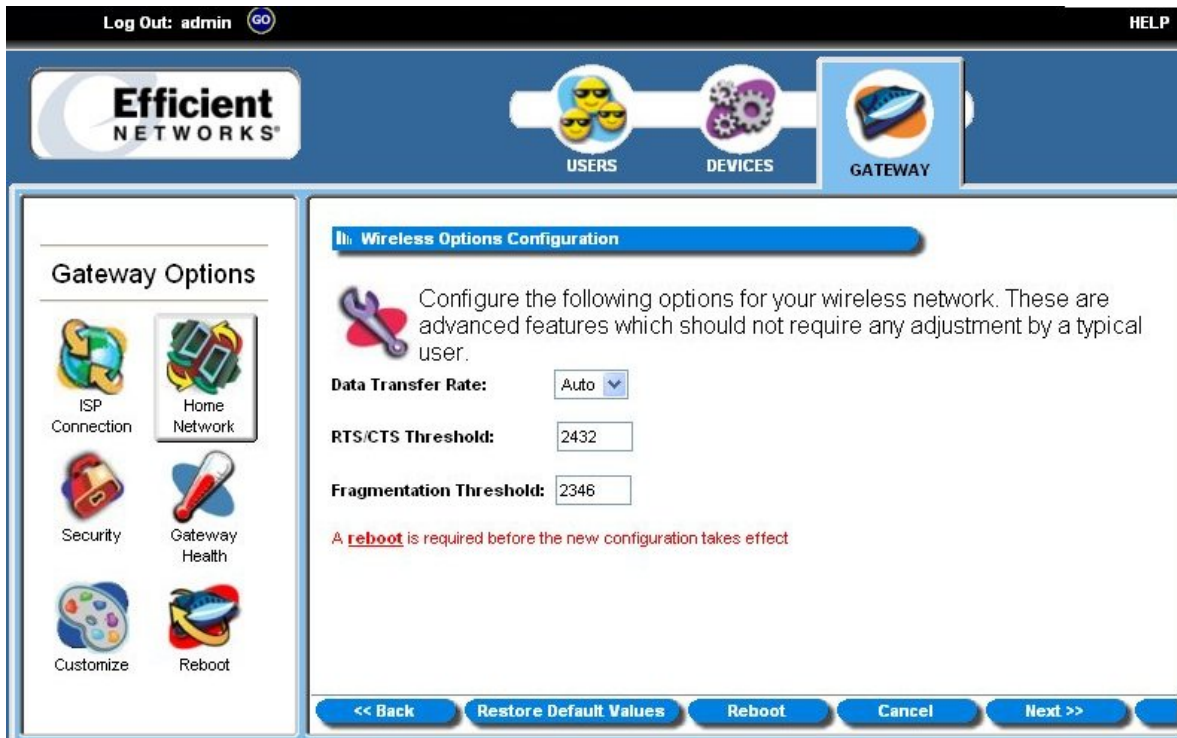 Log Out: admin GO HELP
Efficient
NETWORKS®
USERS DEVICES GATEWAY
Gateway Options
ISP
Connection
Home
Network
Security
Gateway
Health
Customize
Reboot
Wireless Options Configuration
Configure the following options for your wireless network. These are
advanced features which should not require any adjustment by a typical
user.
Data Transfer Rate: Auto
RTS/CTS Threshold: 2432
Fragmentation Threshold: 2346
A reboot is required before the new configuration takes effect
<< Back Restore Default Values Reboot Cancel Next >>